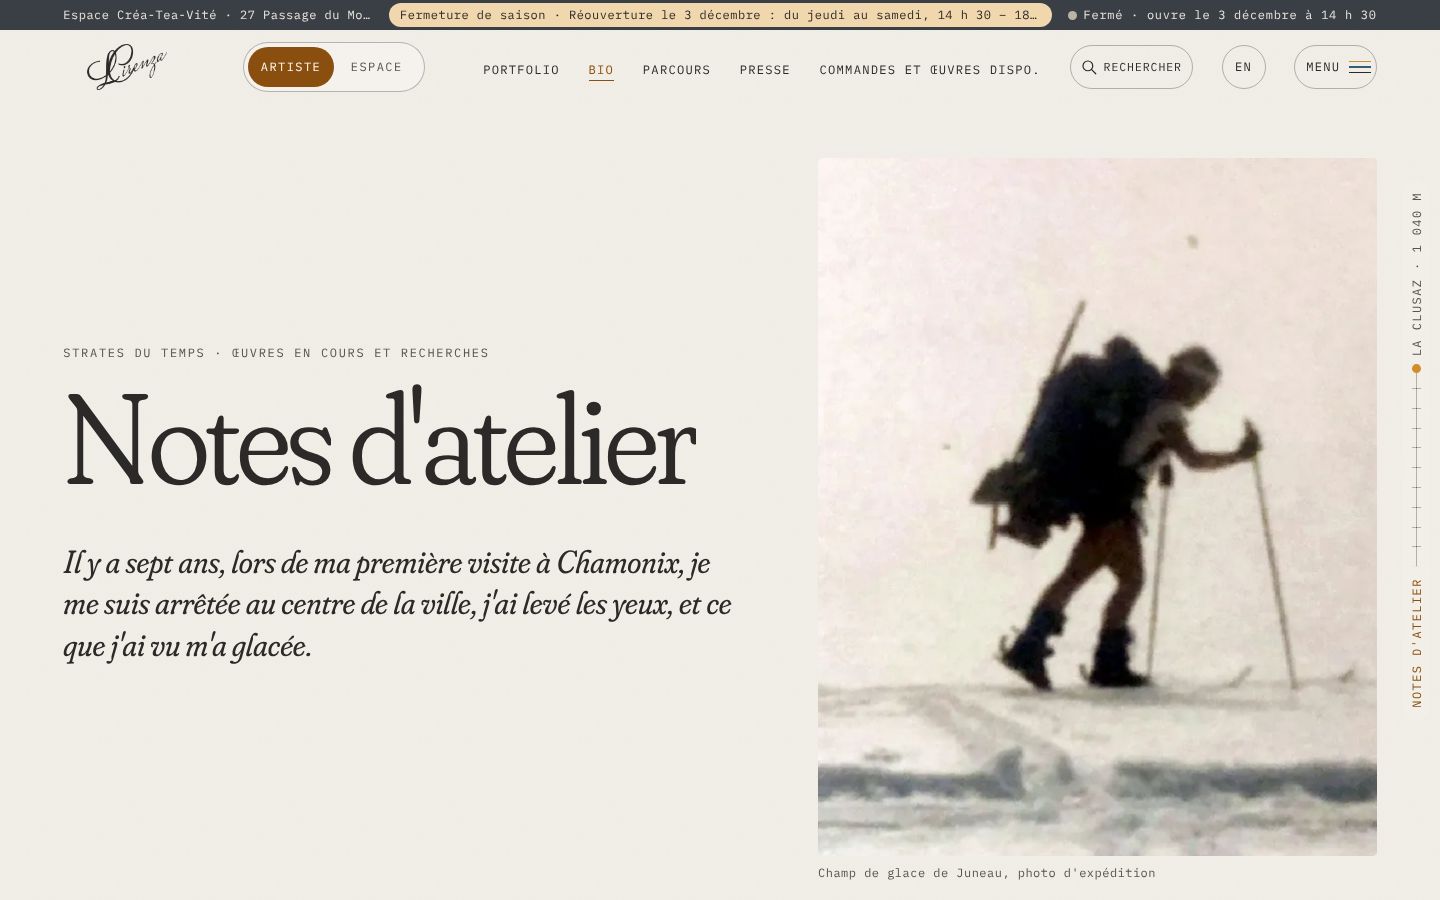 Espace Créa-Tea-Vité · 27 Passage du Mo…
Fermeture de saison · Réouverture le 3 décembre : du jeudi au samedi, 14 h 30 – 18…
Fermé · ouvre le 3 décembre à 14 h 30
Lirenza
ARTISTE
ESPACE
PORTFOLIO
BIO
PARCOURS
PRESSE
COMMANDES ET ŒUVRES DISPO.
RECHERCHER
EN
MENU
STRATES DU TEMPS · ŒUVRES EN COURS ET RECHERCHES
Notes d'atelier
Il y a sept ans, lors de ma première visite à Chamonix, je
me suis arrêtée au centre de la ville, j'ai levé les yeux, et ce
que j'ai vu m'a glacée.
Champ de glace de Juneau, photo d'expédition
LA CLUSAZ · 1 040 M
NOTES D'ATELIER